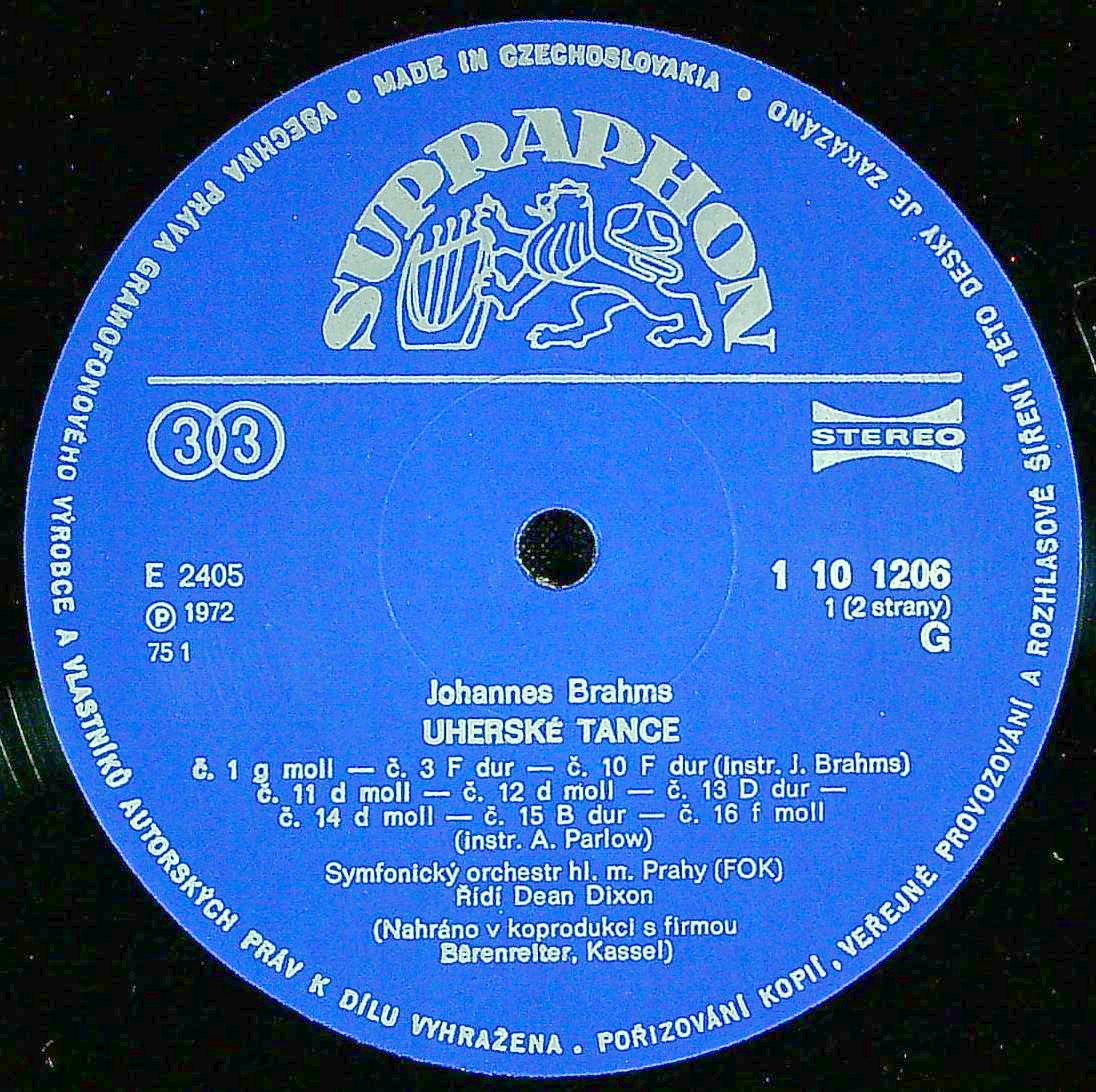 MADE IN CZECHOSLOVAKIA
VŠECHNA PRÁVA GRAMOFONOVÉHO VÝROBCE A VLASTNÍKŮ AUTORSKÝCH PRÁV K DÍLU VYHRAŽENA. POŘIZOVÁNÍ KOPIÍ, VEŘEJNÉ PROVOZOVÁNÍ A ROZHLASOVÉ ŠÍŘENÍ TÉTO DESKY JE ZAKÁZÁNO
SUPRAPHON
33
STEREO
E 2405
Ⓟ 1972
75 1
1 10 1206
1 (2 strany)
G
Johannes Brahms
UHERSKÉ TANCE
č. 1 g moll — č. 3 F dur — č. 10 F dur (instr. J. Brahms)
č. 11 d moll — č. 12 d moll — č. 13 D dur —
č. 14 d moll — č. 15 B dur — č. 16 f moll
(instr. A. Parlow)
Symfonický orchestr hl. m. Prahy (FOK)
Řídí Dean Dixon
(Nahráno v koprodukci s firmou
Bärenreiter, Kassel)